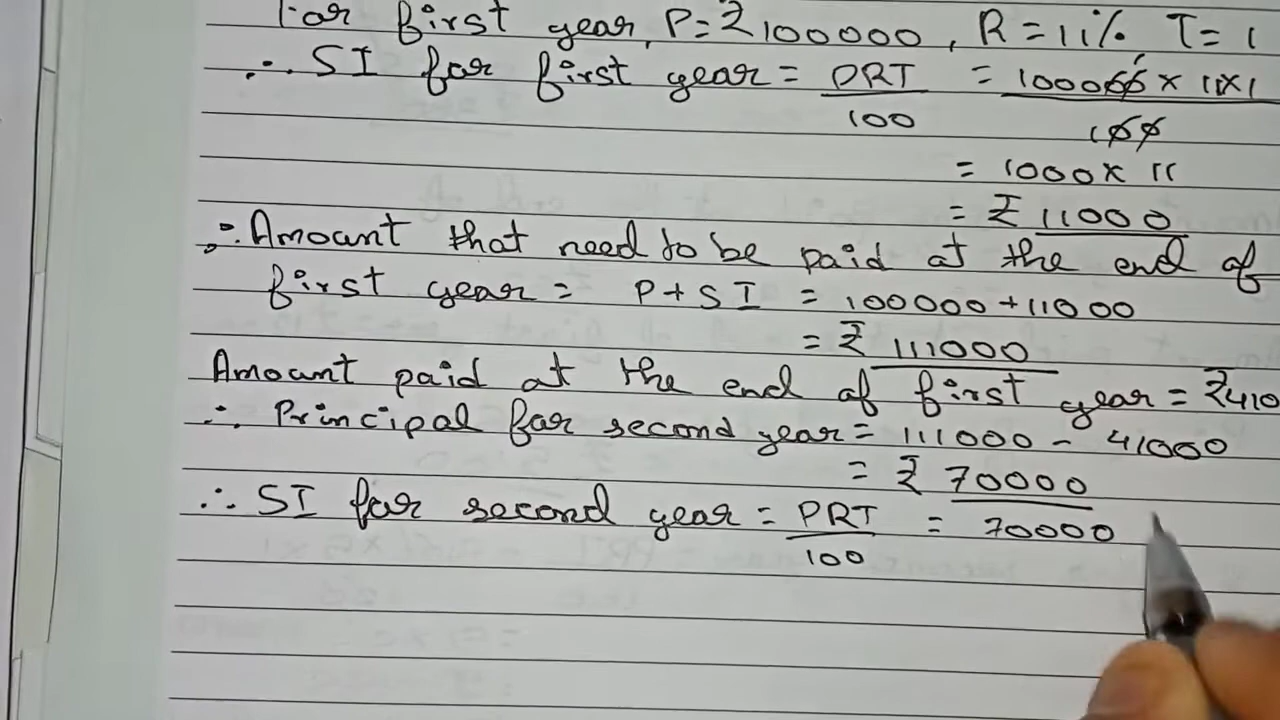 For first year, P=₹100000, R=11% T=1
∴ SI for first year = PRT/100 = 100000 × 11×1/100
= 1000× 11
= ₹ 11000
∴ Amount that need to be paid at the end of
first year = P+SI = 100000+11000
= ₹ 111000
Amount paid at the end of first year = ₹410
∴ Principal for second year = 111000 - 41000
= ₹ 70000
∴ SI for second year = PRT/100 = 70000